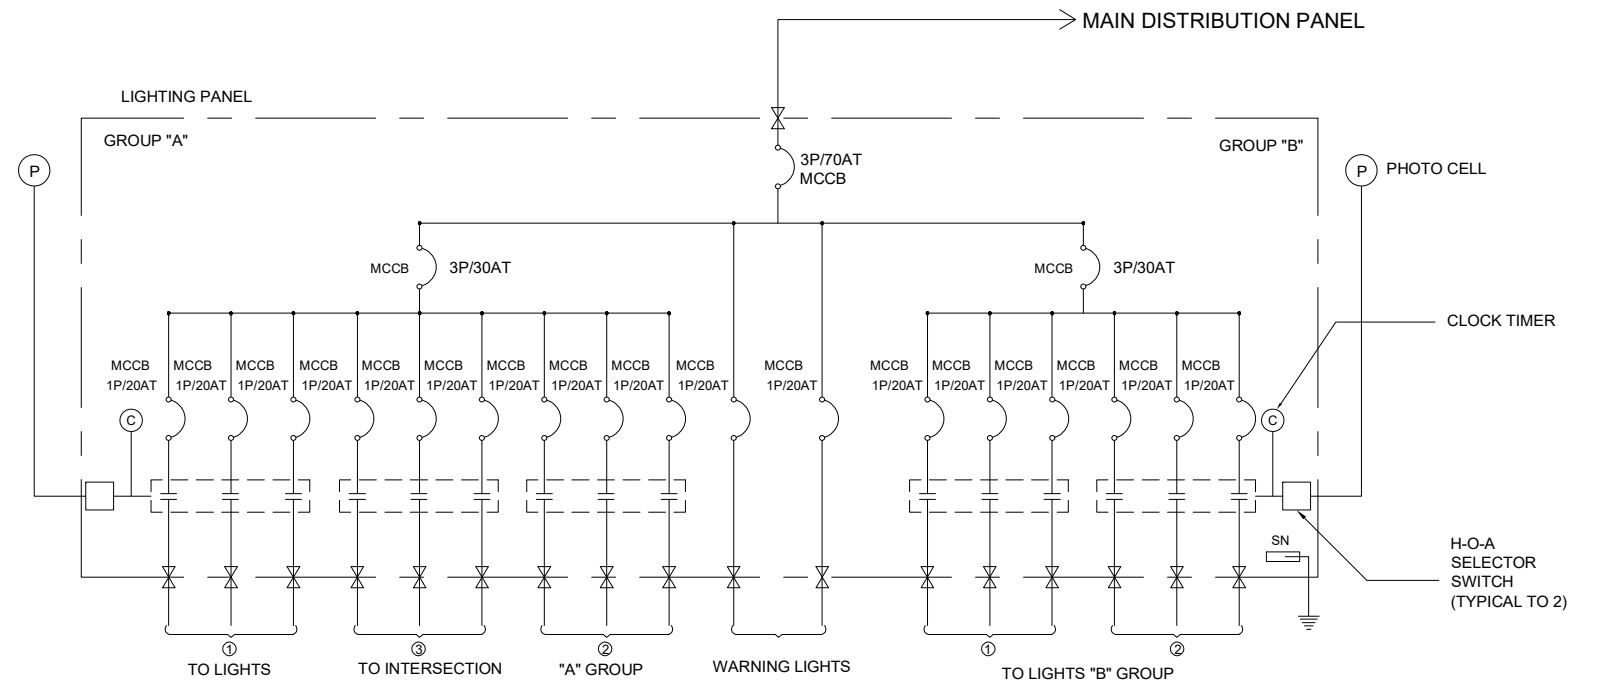 MAIN DISTRIBUTION PANEL
LIGHTING PANEL
GROUP "A"
GROUP "B"
3P/70AT
MCCB
P
P
PHOTO CELL
MCCB
3P/30AT
MCCB
3P/30AT
CLOCK TIMER
MCCB MCCB MCCB MCCB MCCB MCCB MCCB MCCB MCCB MCCB MCCB MCCB MCCB MCCB MCCB MCCB MCCB
1P/20AT 1P/20AT 1P/20AT 1P/20AT 1P/20AT 1P/20AT 1P/20AT 1P/20AT 1P/20AT 1P/20AT 1P/20AT 1P/20AT 1P/20AT 1P/20AT 1P/20AT 1P/20AT 1P/20AT
C
C
SN
H-O-A
SELECTOR
SWITCH
(TYPICAL TO 2)
1
3
2
1
2
TO LIGHTS
TO INTERSECTION
"A" GROUP
WARNING LIGHTS
TO LIGHTS "B" GROUP